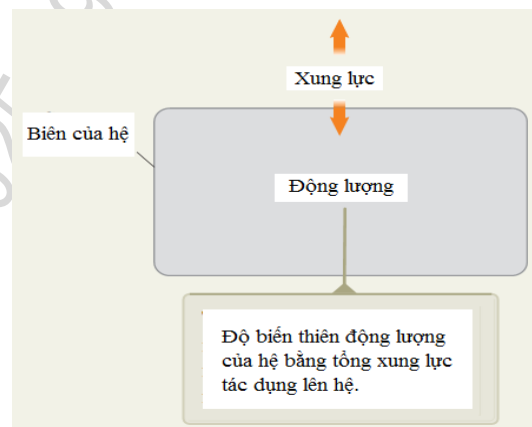 Xung lực
Biên của hệ
Động lượng
Độ biến thiên động lượng
của hệ bằng tổng xung lực
tác dụng lên hệ.